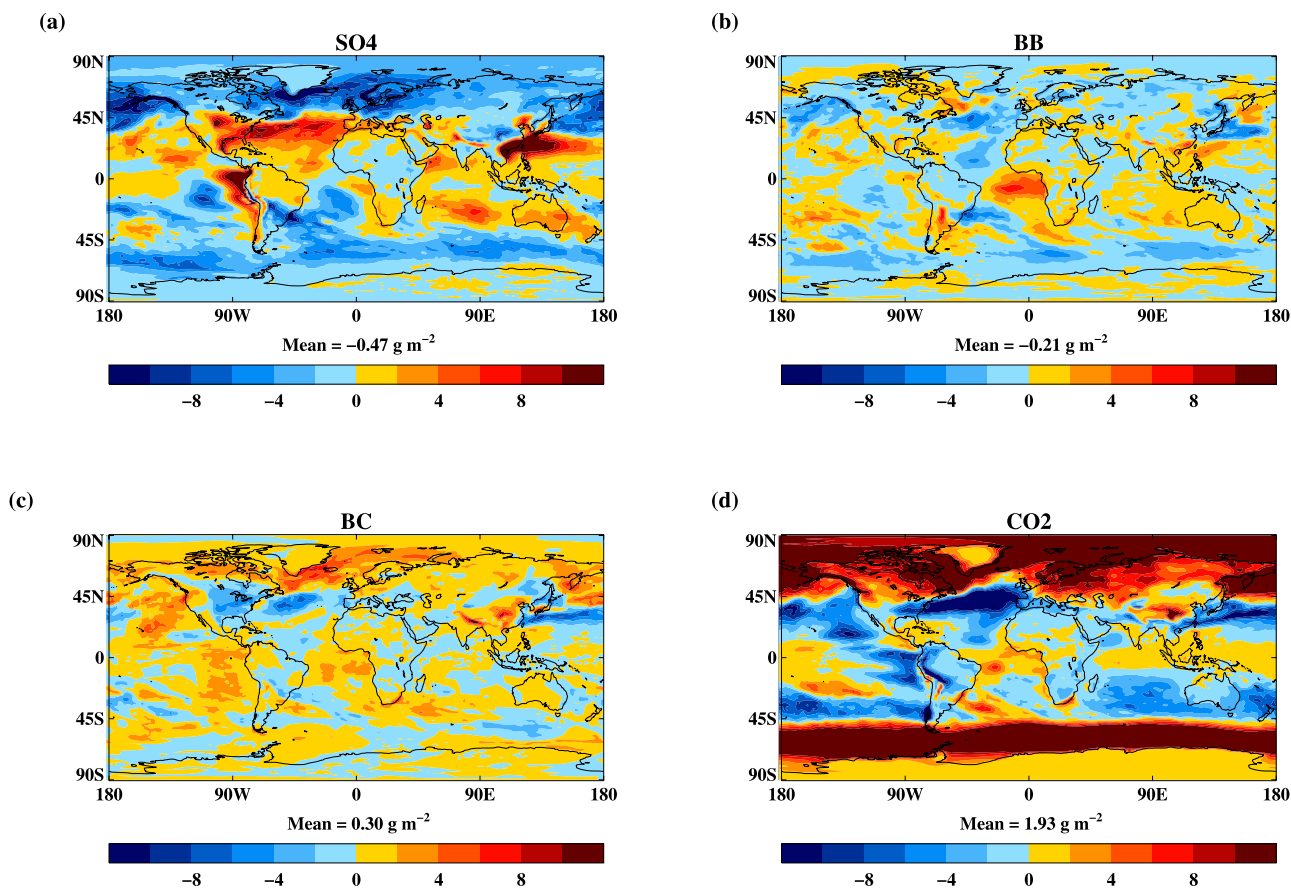 (a)
SO4
90N
45N
0
45S
90S
180 90W 0 90E 180
Mean = −0.47 g m⁻²
−8 −4 0 4 8
(b)
BB
90N
45N
0
45S
90S
180 90W 0 90E 180
Mean = −0.21 g m⁻²
−8 −4 0 4 8
(c)
BC
90N
45N
0
45S
90S
180 90W 0 90E 180
Mean = 0.30 g m⁻²
−8 −4 0 4 8
(d)
CO2
90N
45N
0
45S
90S
180 90W 0 90E 180
Mean = 1.93 g m⁻²
−8 −4 0 4 8